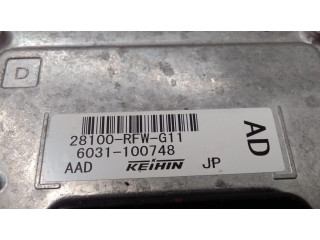 D
28100-RFW-G11
6031-100748
AAD KEIHIN JP
AD